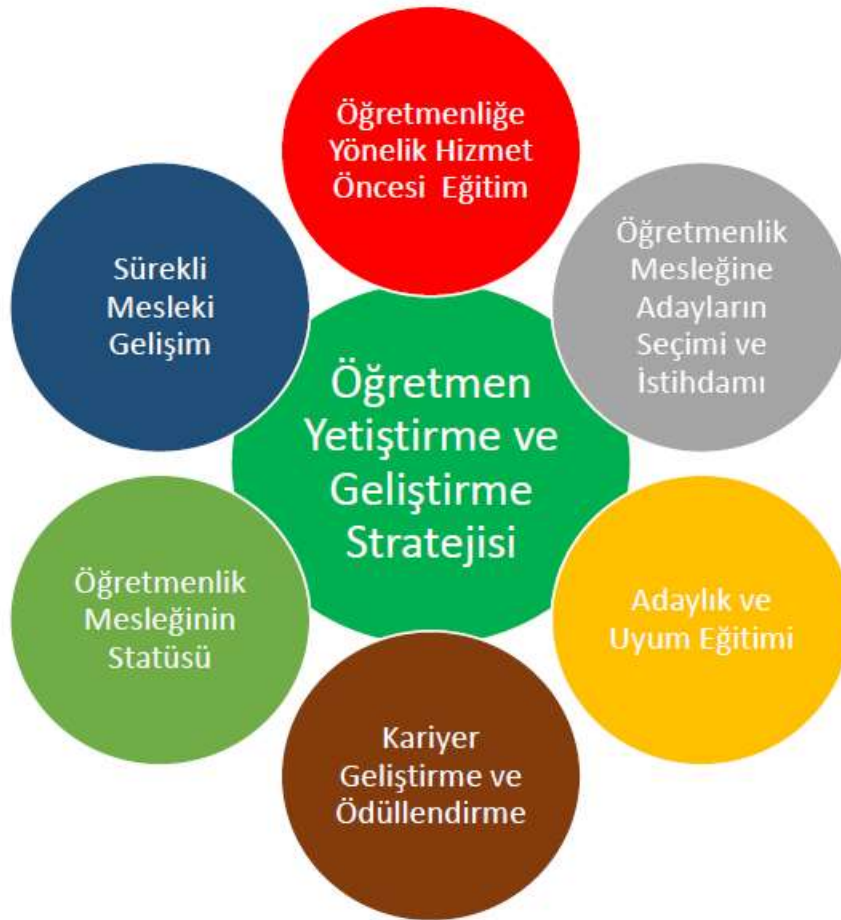 Öğretmenliğe
Yönelik Hizmet
Öncesi Eğitim
Öğretmenlik
Mesleğine
Adayların
Seçimi ve
İstihdamı
Adaylık ve
Uyum Eğitimi
Kariyer
Geliştirme ve
Ödüllendirme
Öğretmenlik
Mesleğinin
Statüsü
Sürekli
Mesleki
Gelişim
Öğretmen
Yetiştirme ve
Geliştirme
Stratejisi